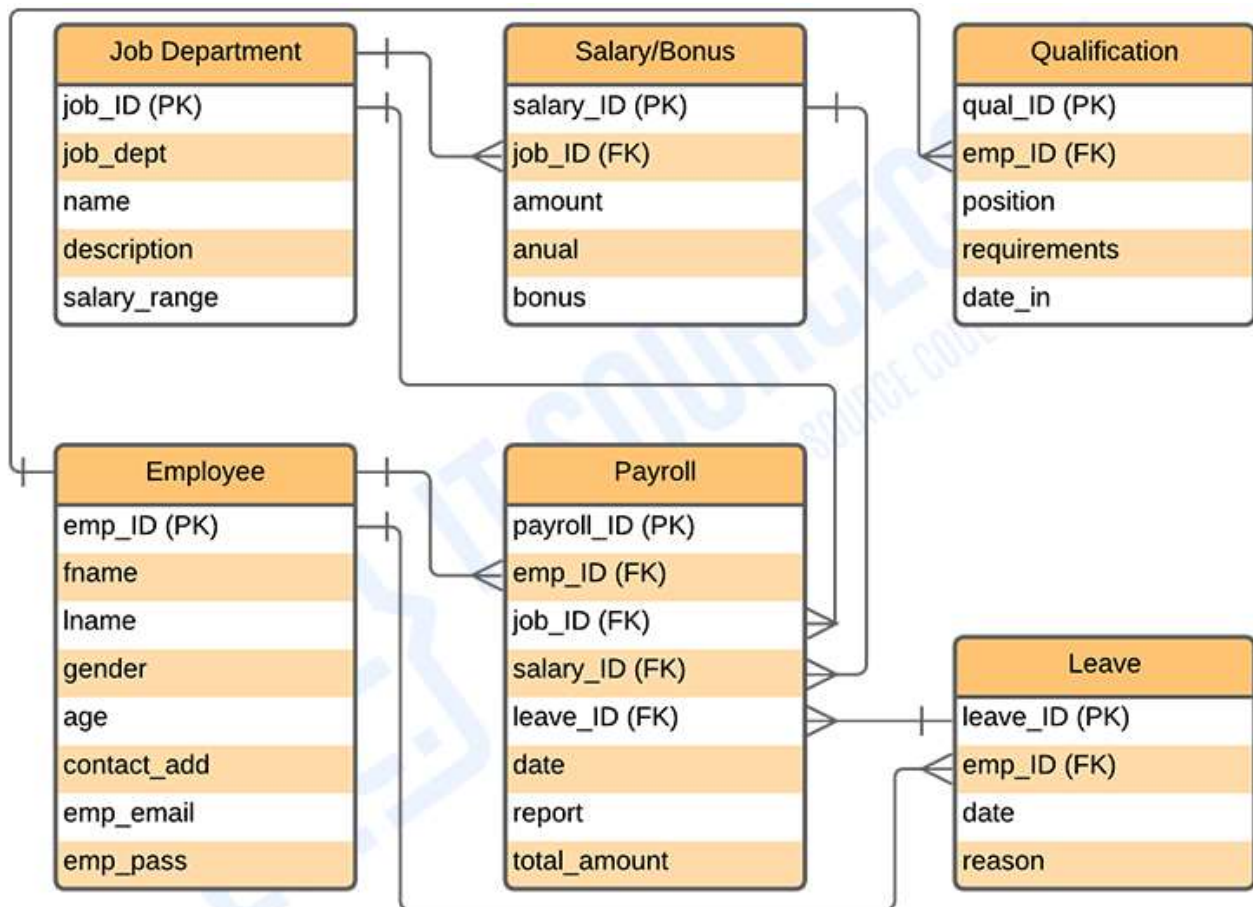 Job Department
job_ID (PK)
job_dept
name
description
salary_range
Salary/Bonus
salary_ID (PK)
job_ID (FK)
amount
anual
bonus
Qualification
qual_ID (PK)
emp_ID (FK)
position
requirements
date_in
Employee
emp_ID (PK)
fname
lname
gender
age
contact_add
emp_email
emp_pass
Payroll
payroll_ID (PK)
emp_ID (FK)
job_ID (FK)
salary_ID (FK)
leave_ID (FK)
date
report
total_amount
Leave
leave_ID (PK)
emp_ID (FK)
date
reason
IT
SOURCE